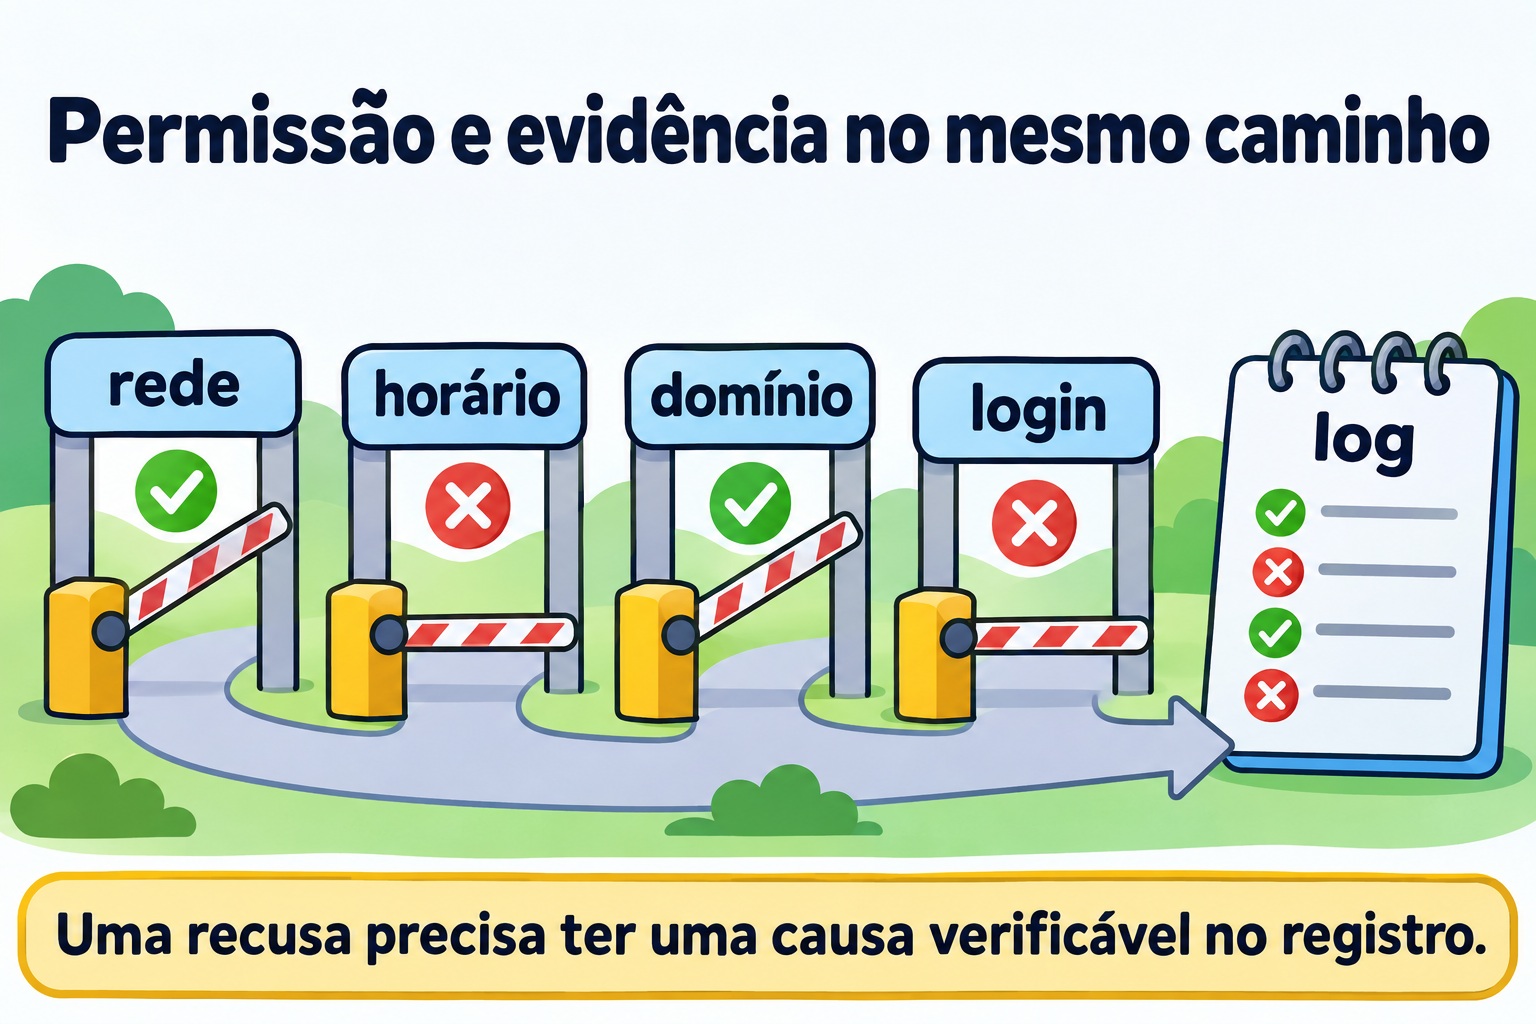 Permissão e evidência no mesmo caminho
rede
horário
domínio
login
log
Uma recusa precisa ter uma causa verificável no registro.